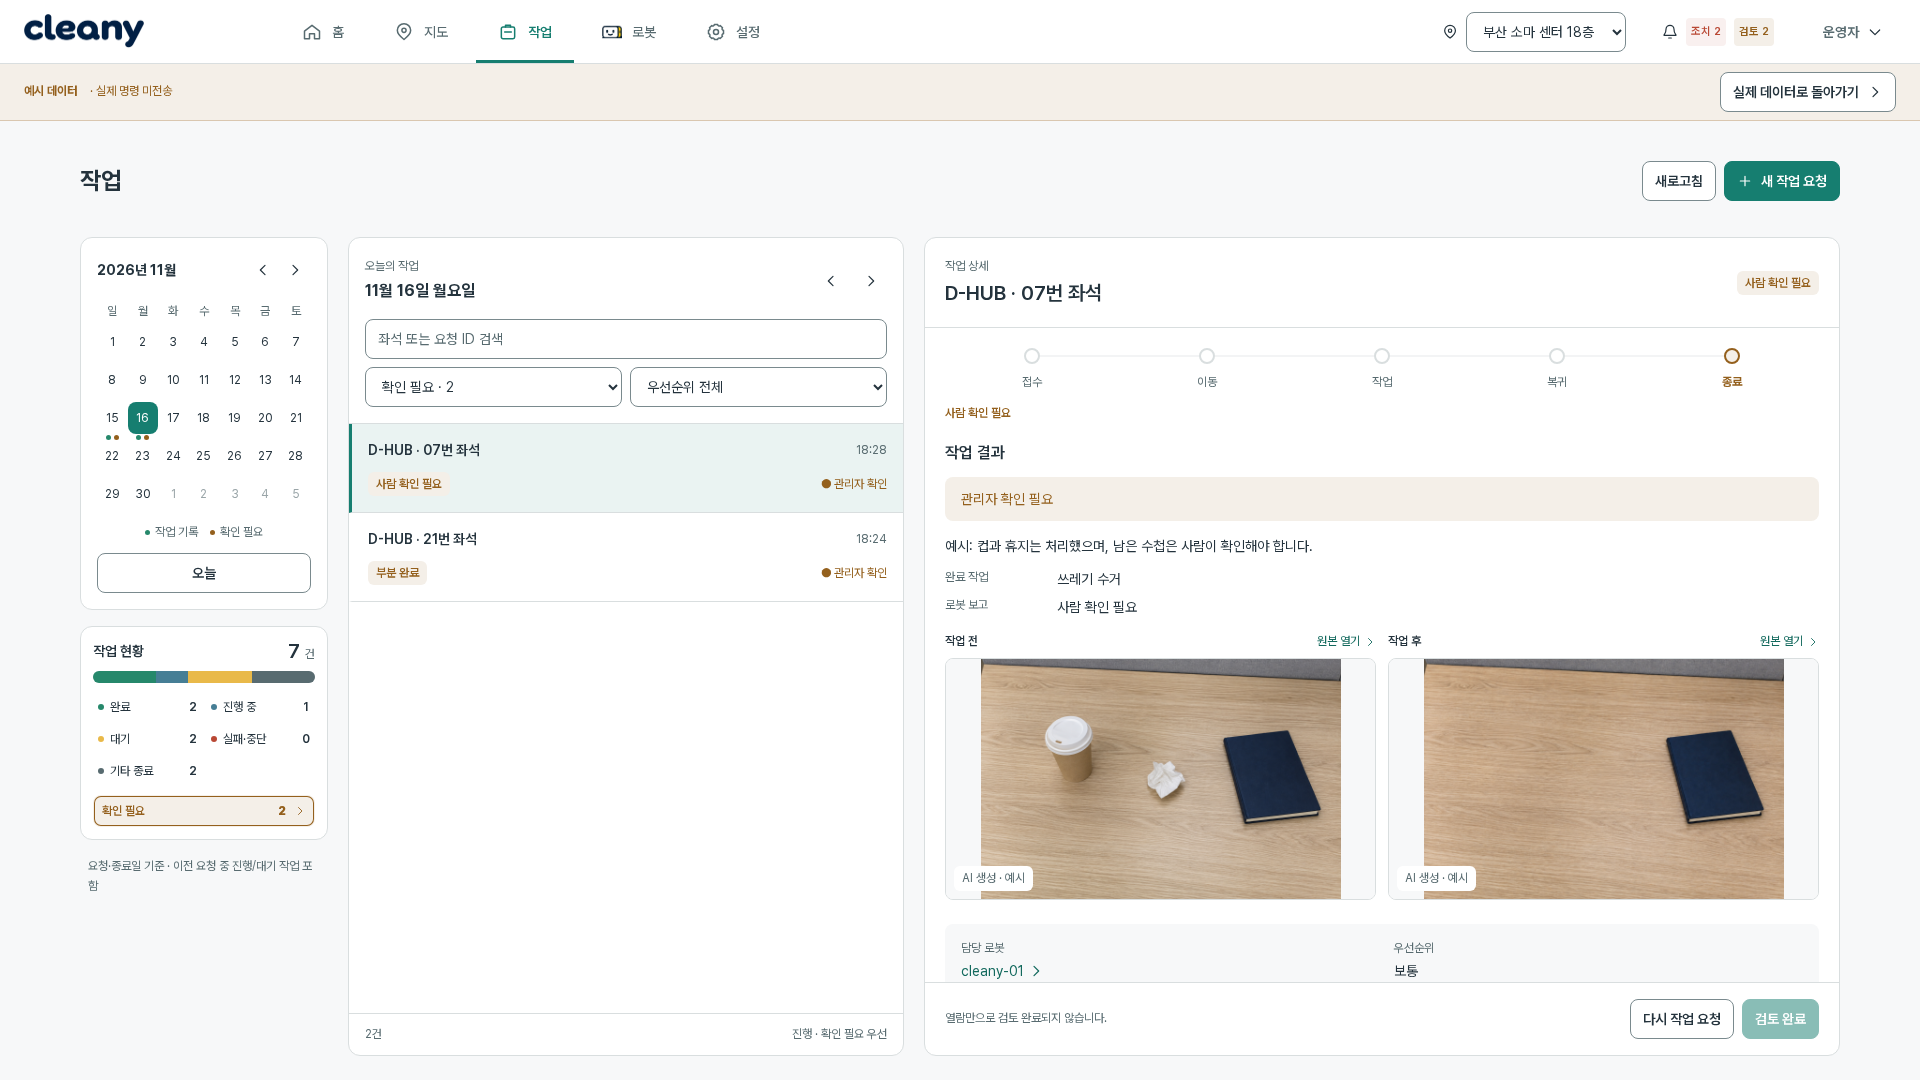 cleany
홈
지도
작업
로봇
설정
부산 소마 센터 18층
조치 2
검토 2
운영자
예시 데이터 · 실제 명령 미전송
실제 데이터로 돌아가기
작업
새로고침
새 작업 요청
2026년 11월
일 월 화 수 목 금 토
1 2 3 4 5 6 7
8 9 10 11 12 13 14
15 16 17 18 19 20 21
22 23 24 25 26 27 28
29 30 1 2 3 4 5
작업 기록 확인 필요
오늘
작업 현황 7 건
완료 2 진행 중 1
대기 2 실패·중단 0
기타 종료 2
확인 필요 2
요청·종료일 기준 · 이전 요청 중 진행/대기 작업 포
함
오늘의 작업
11월 16일 월요일
좌석 또는 요청 ID 검색
확인 필요 · 2
우선순위 전체
D-HUB · 07번 좌석 18:28
사람 확인 필요 관리자 확인
D-HUB · 21번 좌석 18:24
부분 완료 관리자 확인
2건 진행 · 확인 필요 우선
작업 상세
D-HUB · 07번 좌석
사람 확인 필요
접수 이동 작업 복귀 종료
사람 확인 필요
작업 결과
관리자 확인 필요
예시: 컵과 휴지는 처리했으며, 남은 수첩은 사람이 확인해야 합니다.
완료 작업 쓰레기 수거
로봇 보고 사람 확인 필요
작업 전 원본 열기
작업 후 원본 열기
AI 생성 · 예시
AI 생성 · 예시
담당 로봇 우선순위
cleany-01 보통
열람만으로 검토 완료되지 않습니다.
다시 작업 요청
검토 완료